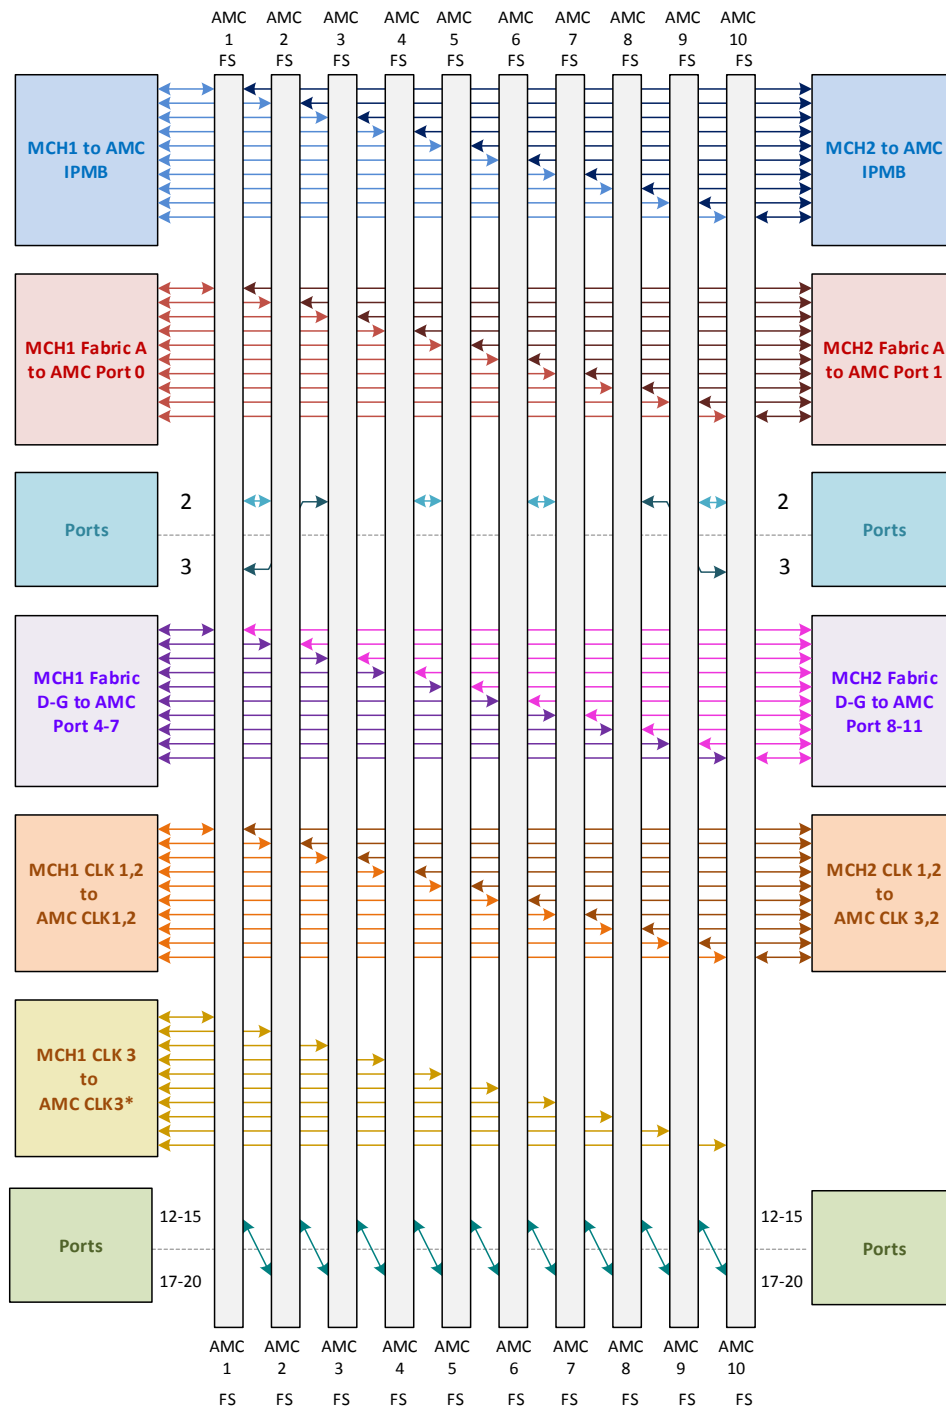 AMC AMC AMC AMC AMC AMC AMC AMC AMC AMC
1 2 3 4 5 6 7 8 9 10
FS FS FS FS FS FS FS FS FS FS
MCH1 to AMC
IPMB
MCH2 to AMC
IPMB
MCH1 Fabric A
to AMC Port 0
MCH2 Fabric A
to AMC Port 1
Ports
2
3
2
3
Ports
MCH1 Fabric
D-G to AMC
Port 4-7
MCH2 Fabric
D-G to AMC
Port 8-11
MCH1 CLK 1,2
to
AMC CLK1,2
MCH2 CLK 1,2
to
AMC CLK 3,2
MCH1 CLK 3
to
AMC CLK3*
Ports
12-15
17-20
12-15
17-20
Ports
AMC AMC AMC AMC AMC AMC AMC AMC AMC AMC
1 2 3 4 5 6 7 8 9 10
FS FS FS FS FS FS FS FS FS FS